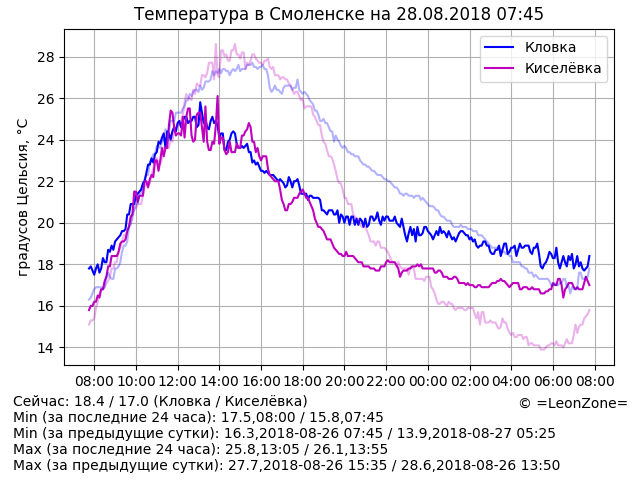 Температура в Смоленске на 28.08.2018 07:45
Кловка
Киселёвка
градусов Цельсия, °C
28
26
24
22
20
18
16
14
08:00 10:00 12:00 14:00 16:00 18:00 20:00 22:00 00:00 02:00 04:00 06:00 08:00
Сейчас: 18.4 / 17.0 (Кловка / Киселёвка)
© =LeonZone=
Min (за последние 24 часа): 17.5,08:00 / 15.8,07:45
Min (за предыдущие сутки): 16.3,2018-08-26 07:45 / 13.9,2018-08-27 05:25
Max (за последние 24 часа): 25.8,13:05 / 26.1,13:55
Max (за предыдущие сутки): 27.7,2018-08-26 15:35 / 28.6,2018-08-26 13:50